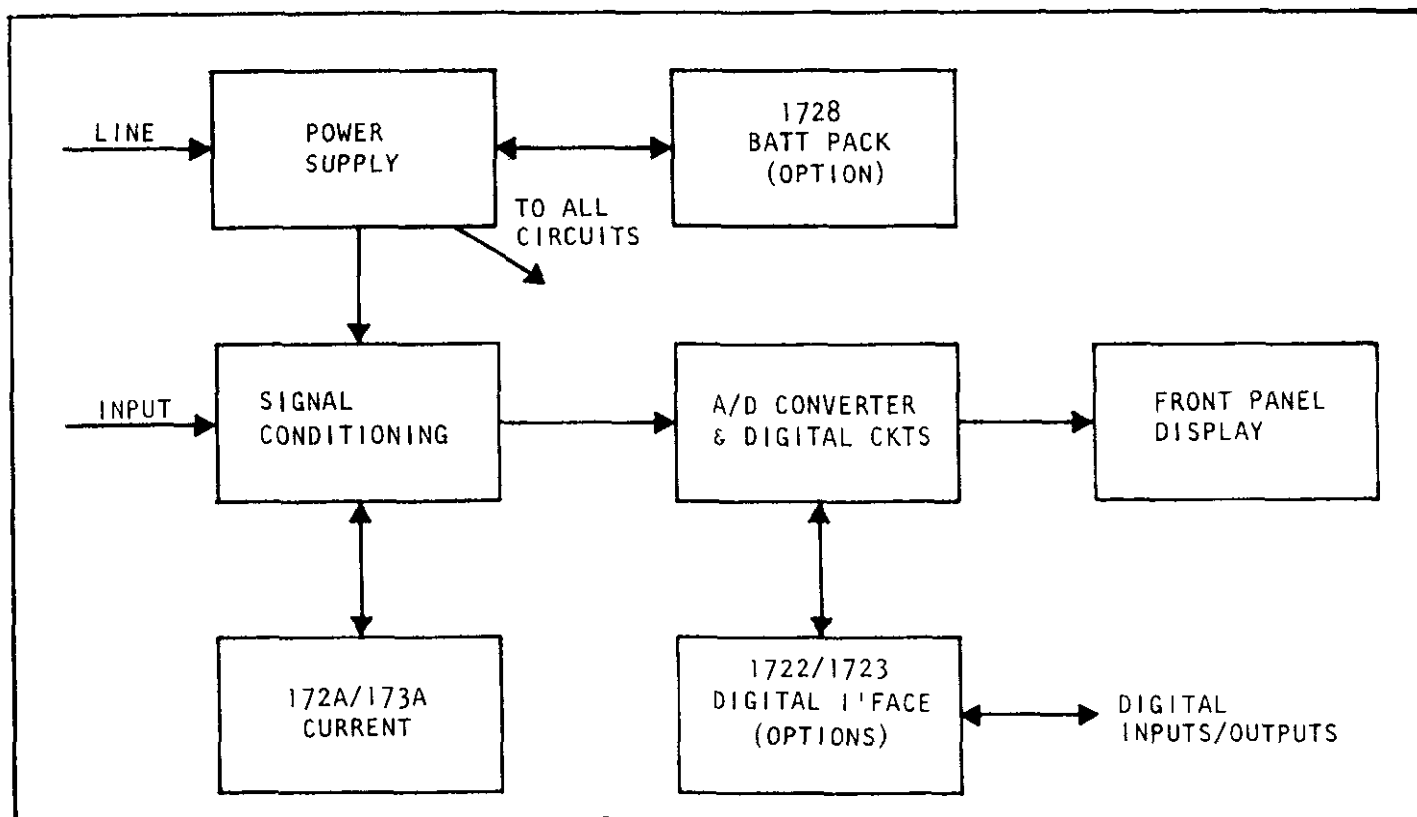 LINE
POWER
SUPPLY
1728
BATT PACK
(OPTION)
TO ALL
CIRCUITS
INPUT
SIGNAL
CONDITIONING
A/D CONVERTER
& DIGITAL CKTS
FRONT PANEL
DISPLAY
172A/173A
CURRENT
1722/1723
DIGITAL I'FACE
(OPTIONS)
DIGITAL
INPUTS/OUTPUTS